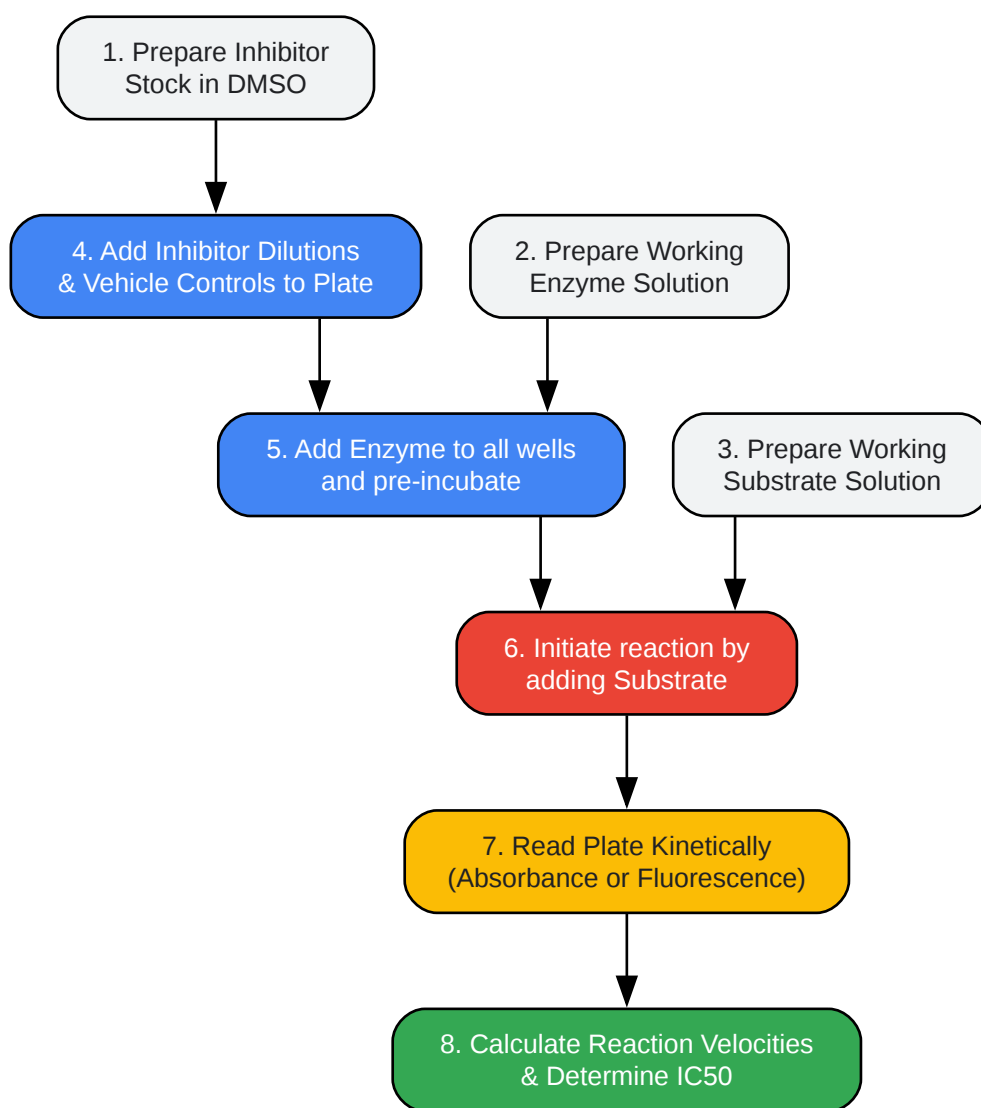 1. Prepare Inhibitor
Stock in DMSO
4. Add Inhibitor Dilutions
& Vehicle Controls to Plate
2. Prepare Working
Enzyme Solution
5. Add Enzyme to all wells
and pre-incubate
3. Prepare Working
Substrate Solution
6. Initiate reaction by
adding Substrate
7. Read Plate Kinetically
(Absorbance or Fluorescence)
8. Calculate Reaction Velocities
& Determine IC50